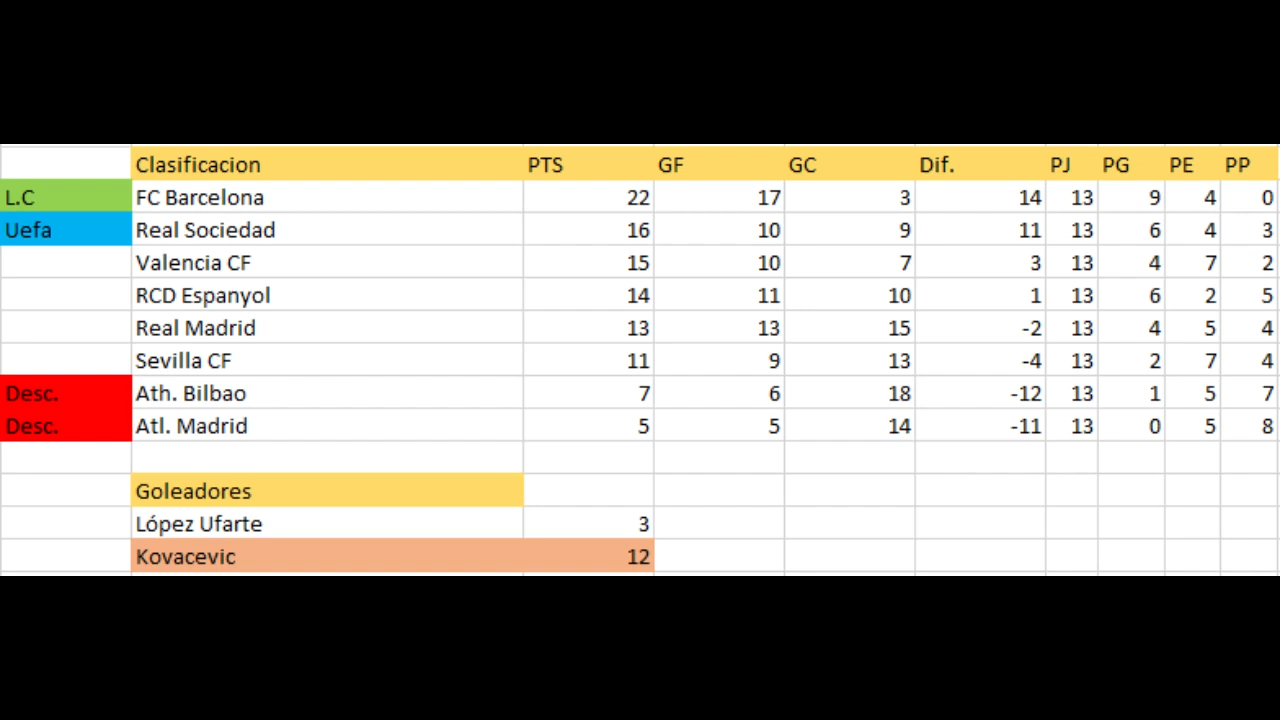 Clasificacion PTS GF GC Dif. PJ PG PE PP
L.C FC Barcelona 22 17 3 14 13 9 4 0
Uefa Real Sociedad 16 10 9 11 13 6 4 3
Valencia CF 15 10 7 3 13 4 7 2
RCD Espanyol 14 11 10 1 13 6 2 5
Real Madrid 13 13 15 -2 13 4 5 4
Sevilla CF 11 9 13 -4 13 2 7 4
Desc. Ath. Bilbao 7 6 18 -12 13 1 5 7
Desc. Atl. Madrid 5 5 14 -11 13 0 5 8
Goleadores
López Ufarte 3
Kovacevic 12